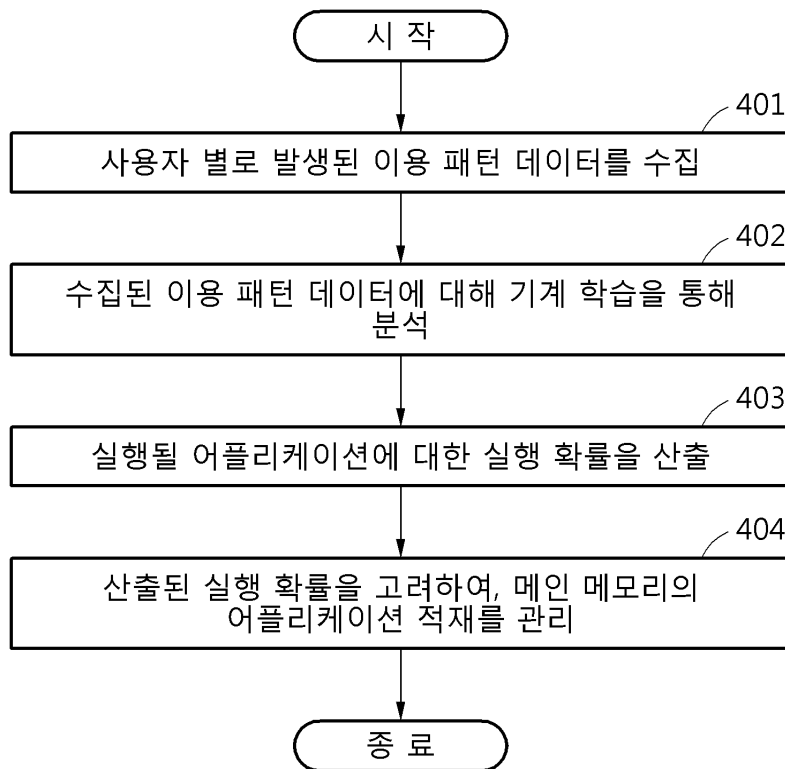 시 작
401
사용자 별로 발생된 이용 패턴 데이터를 수집
402
수집된 이용 패턴 데이터에 대해 기계 학습을 통해
분석
403
실행될 어플리케이션에 대한 실행 확률을 산출
404
산출된 실행 확률을 고려하여, 메인 메모리의
어플리케이션 적재를 관리
종 료